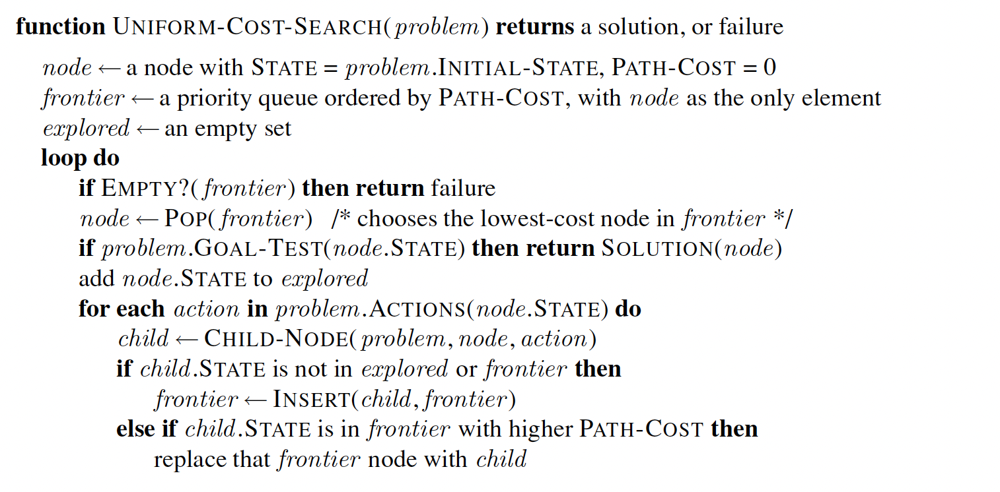 function UNIFORM-COST-SEARCH(problem) returns a solution, or failure
node ← a node with STATE = problem.INITIAL-STATE, PATH-COST = 0
frontier ← a priority queue ordered by PATH-COST, with node as the only element
explored ← an empty set
loop do
if EMPTY?(frontier) then return failure
node ← POP(frontier) /* chooses the lowest-cost node in frontier */
if problem.GOAL-TEST(node.STATE) then return SOLUTION(node)
add node.STATE to explored
for each action in problem.ACTIONS(node.STATE) do
child ← CHILD-NODE(problem, node, action)
if child.STATE is not in explored or frontier then
frontier ← INSERT(child, frontier)
else if child.STATE is in frontier with higher PATH-COST then
replace that frontier node with child